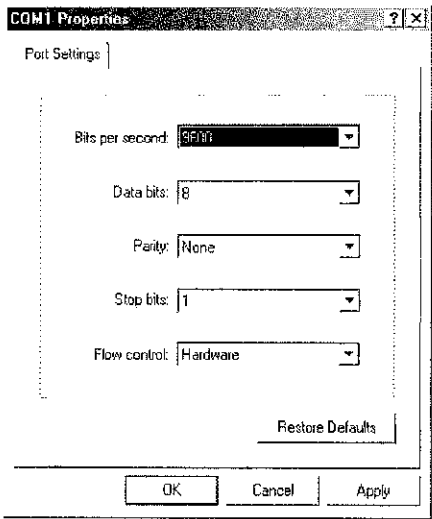 COM1 Properties
Port Settings
Bits per second: 9600
Data bits: 8
Parity: None
Stop bits: 1
Flow control: Hardware
Restore Defaults
OK Cancel Apply